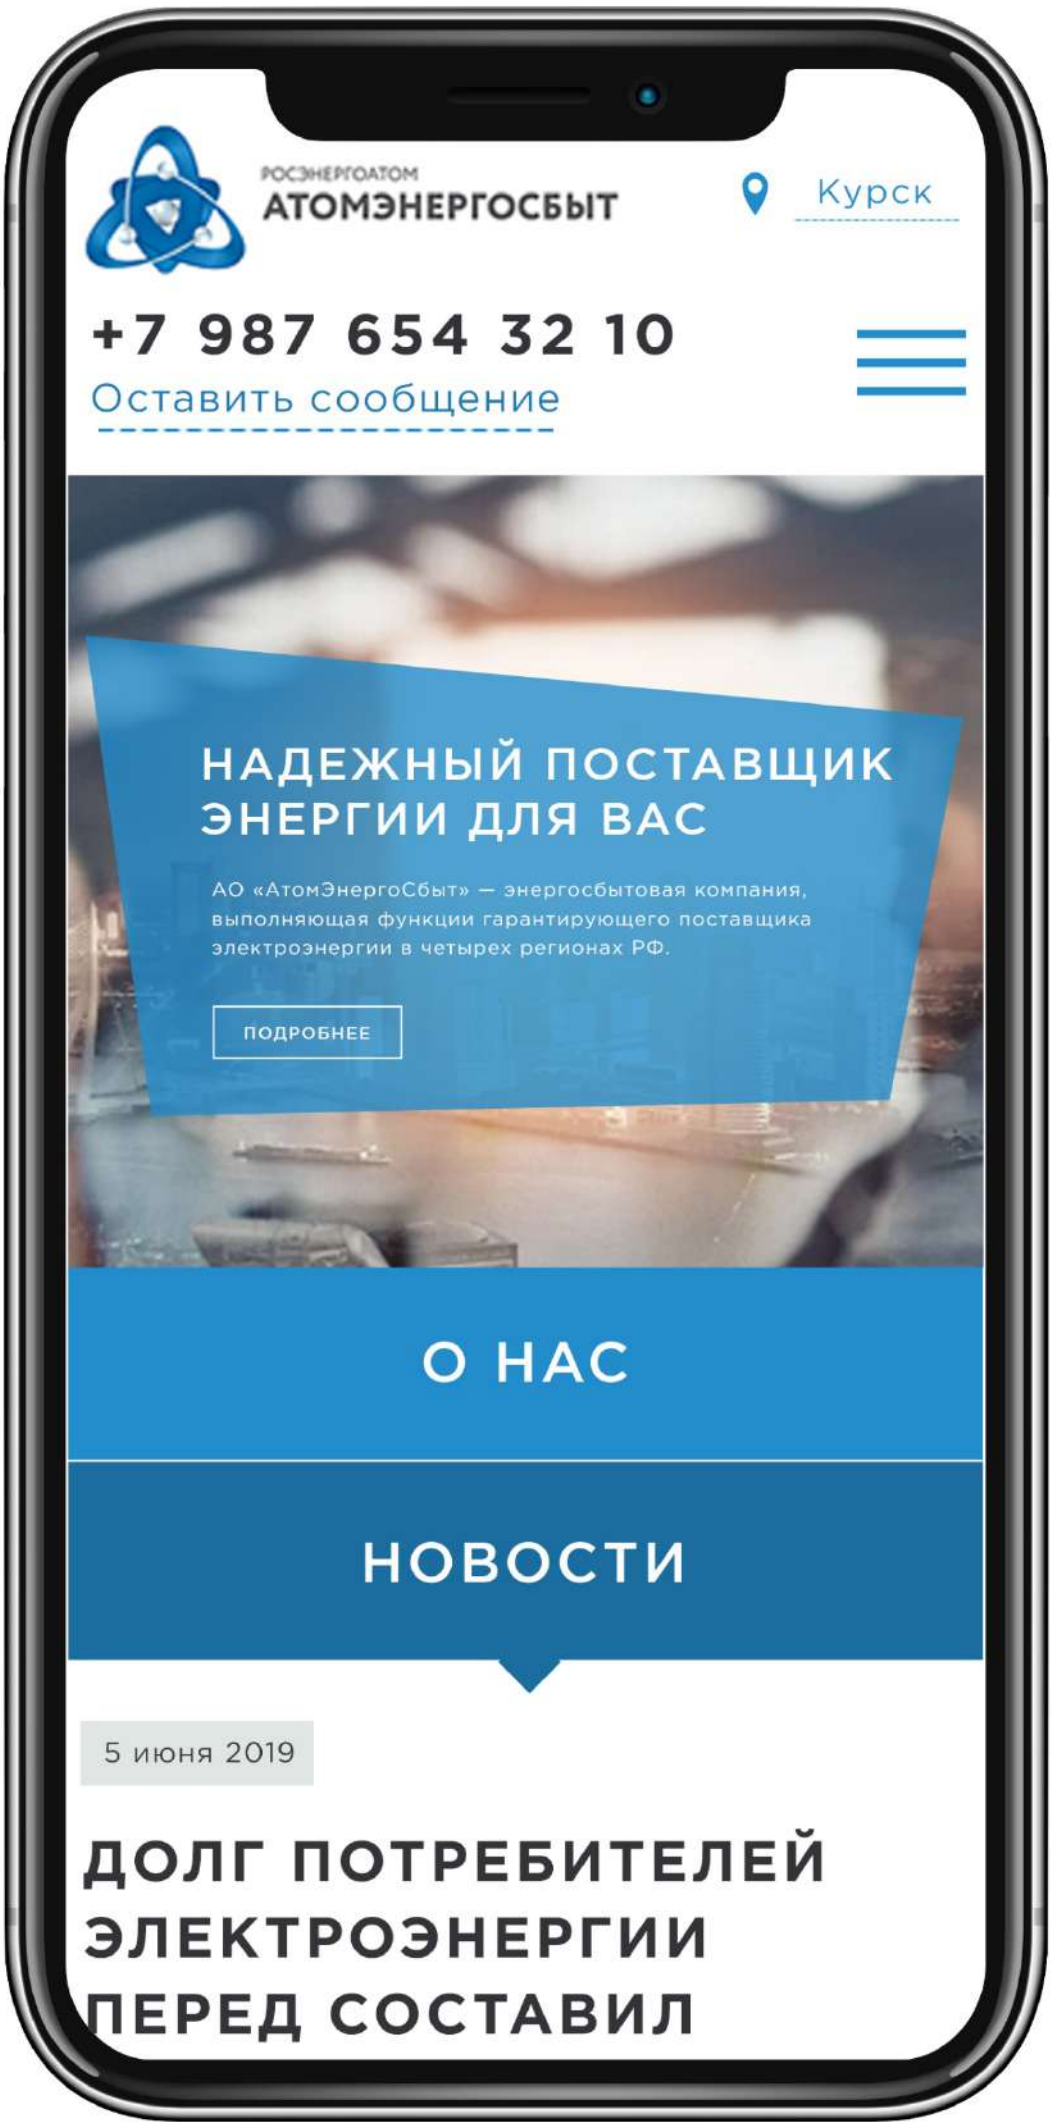 РОСЭНЕРГОАТОМ
АТОМЭНЕРГОСБЫТ
Курск
+7 987 654 32 10
Оставить сообщение
НАДЕЖНЫЙ ПОСТАВЩИК
ЭНЕРГИИ ДЛЯ ВАС
АО «АтомЭнергоСбыт» — энергосбытовая компания,
выполняющая функции гарантирующего поставщика
электроэнергии в четырех регионах РФ.
ПОДРОБНЕЕ
О НАС
НОВОСТИ
5 июня 2019
ДОЛГ ПОТРЕБИТЕЛЕЙ
ЭЛЕКТРОЭНЕРГИИ
ПЕРЕД СОСТАВИЛ